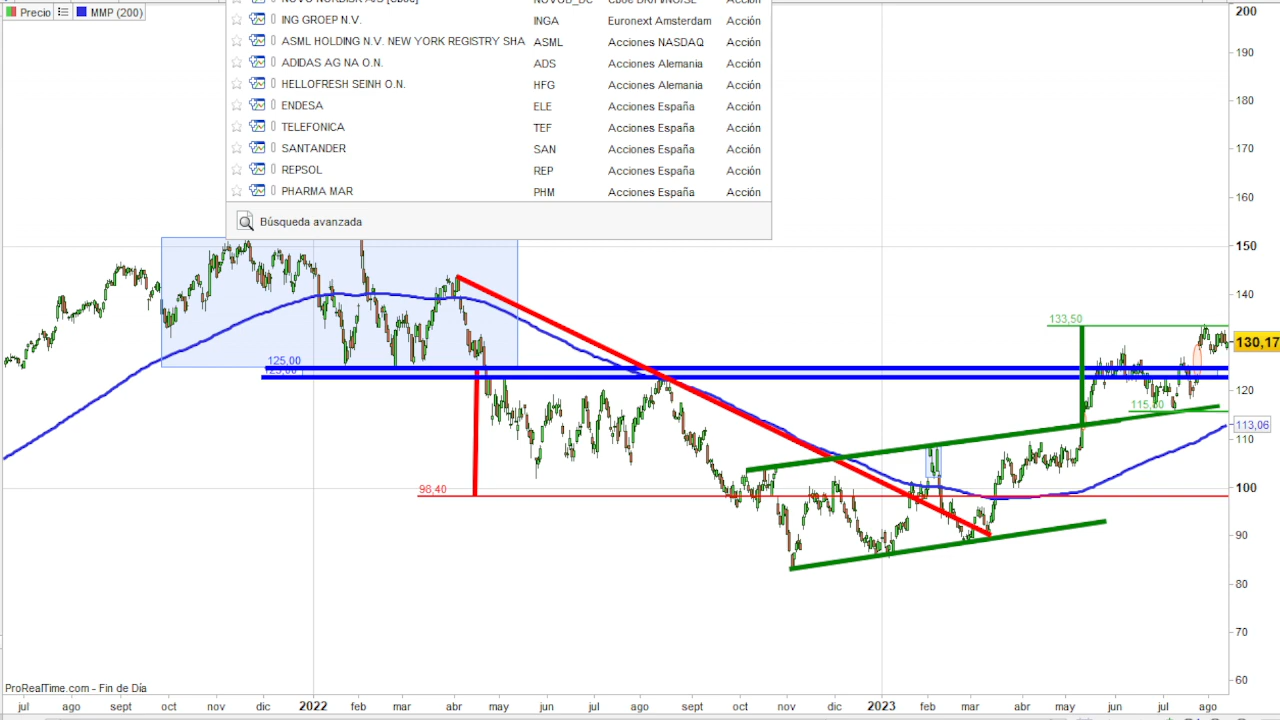 Precio MMP (200)
NOVO NORDISK A/S [Cboe] NOVOB_DC
ING GROEP N.V. INGA Euronext Amsterdam Acción
ASML HOLDING N.V. NEW YORK REGISTRY SHA ASML Acciones NASDAQ Acción
ADIDAS AG NA O.N. ADS Acciones Alemania Acción
HELLOFRESH SEINH O.N. HFG Acciones Alemania Acción
ENDESA ELE Acciones España Acción
TELEFONICA TEF Acciones España Acción
SANTANDER SAN Acciones España Acción
REPSOL REP Acciones España Acción
PHARMA MAR PHM Acciones España Acción
Búsqueda avanzada
200
190
180
170
160
150
140
133,50
130,17
125,00
120
115,30
113,06
110
100
98,40
90
80
70
60
ProRealTime.com - Fin de Día
jul ago sept oct nov dic 2022 feb mar abr may jun jul ago sept oct nov dic 2023 feb mar may jun jul ago